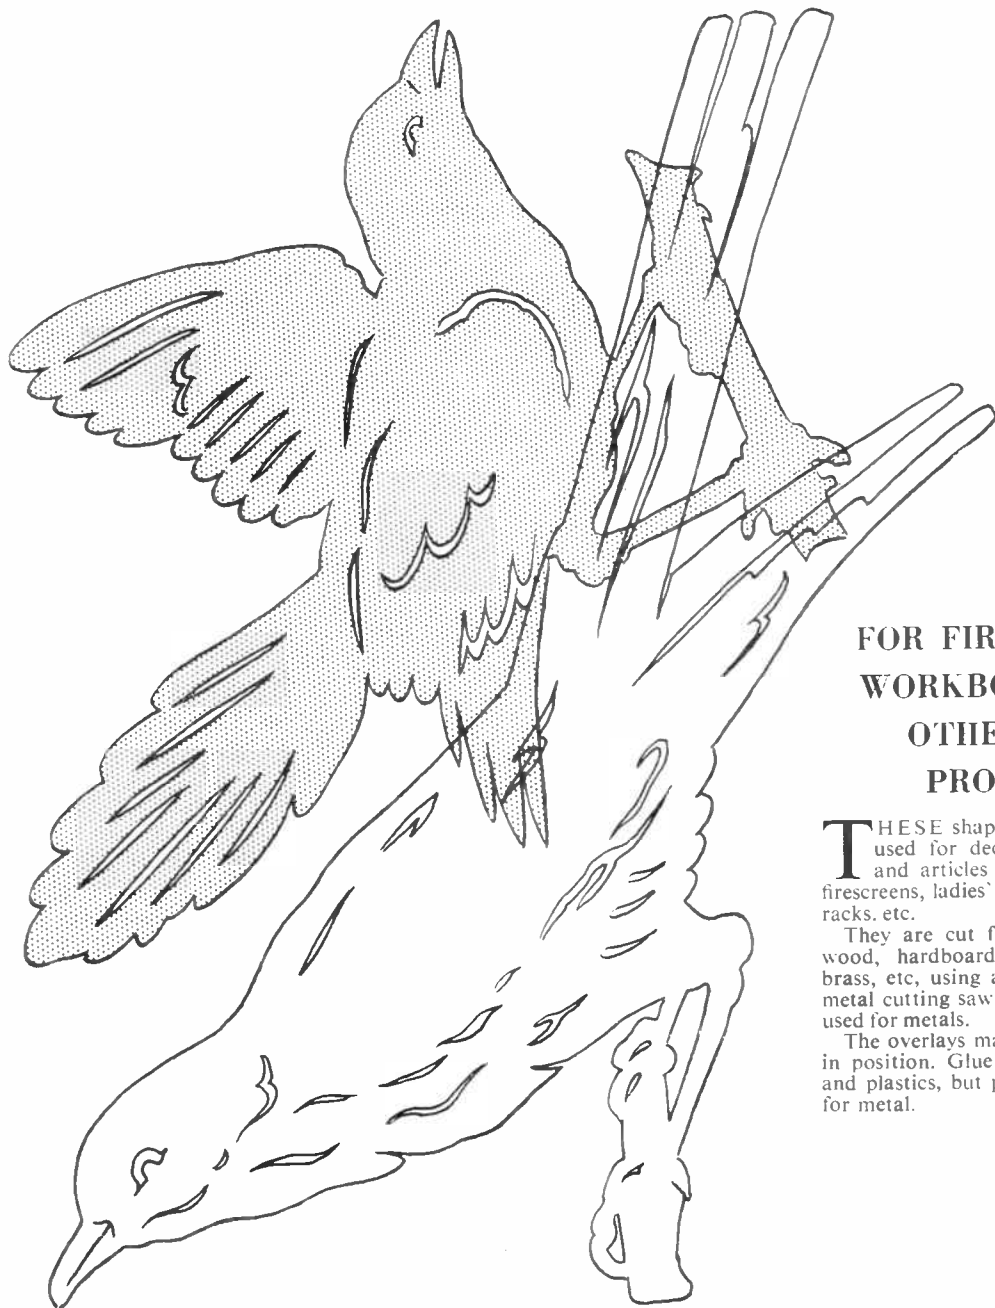 FOR FIR
WORKBO
OTHE
PRO
THESE shap
used for dec
and articles
firescreens, ladies'
racks. etc.
They are cut f
wood, hardboard
brass, etc, using a
metal cutting saw
used for metals.
The overlays ma
in position. Glue
and plastics, but p
for metal.